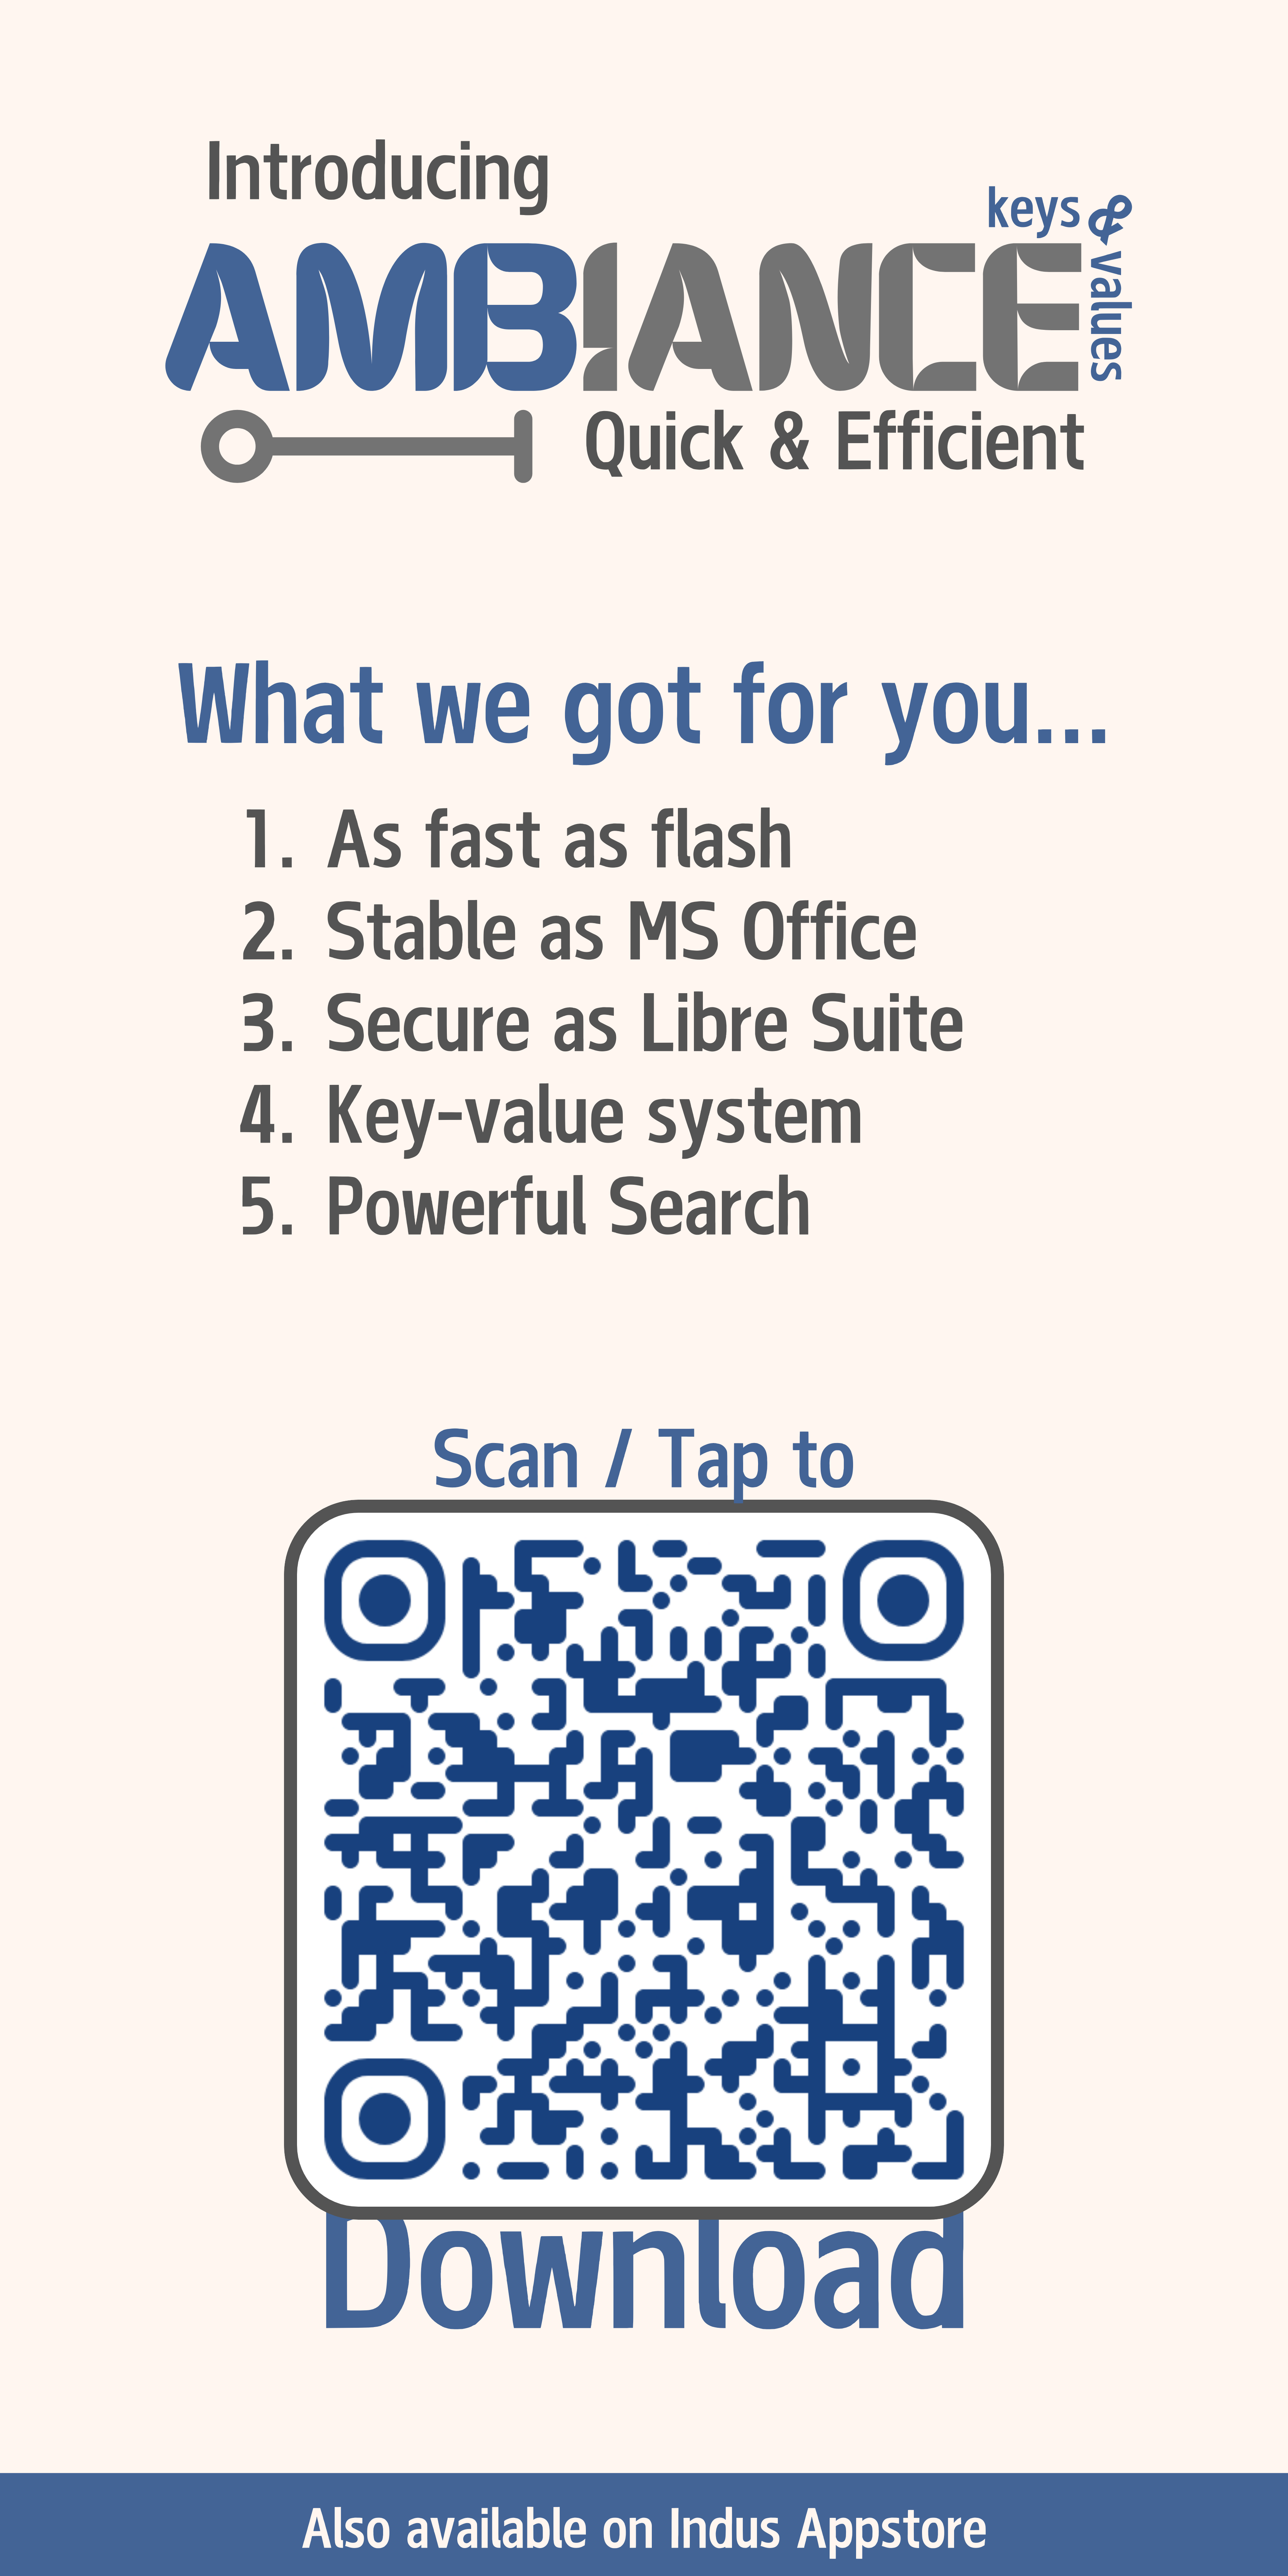 Introducing
keys & values
AMBIANCE
Quick & Efficient
What we got for you...
1. As fast as flash
2. Stable as MS Office
3. Secure as Libre Suite
4. Key-value system
5. Powerful Search
Scan / Tap to
Download
Also available on Indus Appstore